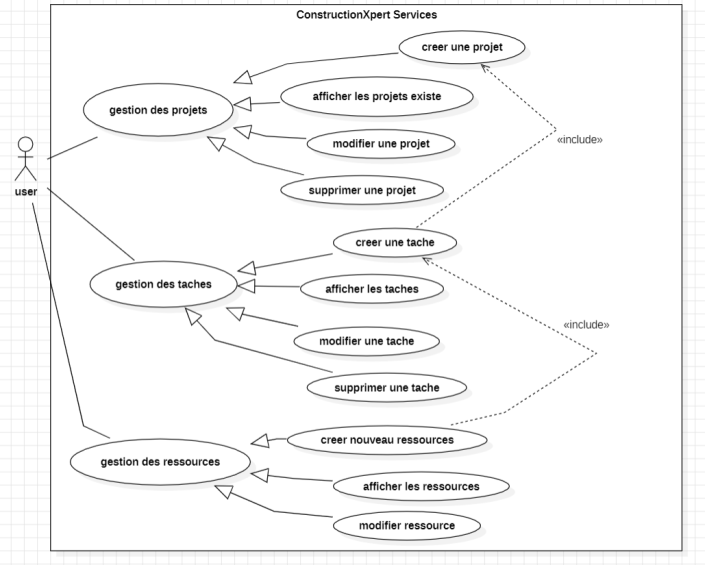 ConstructionXpert Services
creer une projet
afficher les projets existe
gestion des projets
modifier une projet
«include»
supprimer une projet
user
creer une tache
gestion des taches
afficher les taches
«include»
modifier une tache
supprimer une tache
creer nouveau ressources
gestion des ressources
afficher les ressources
modifier ressource